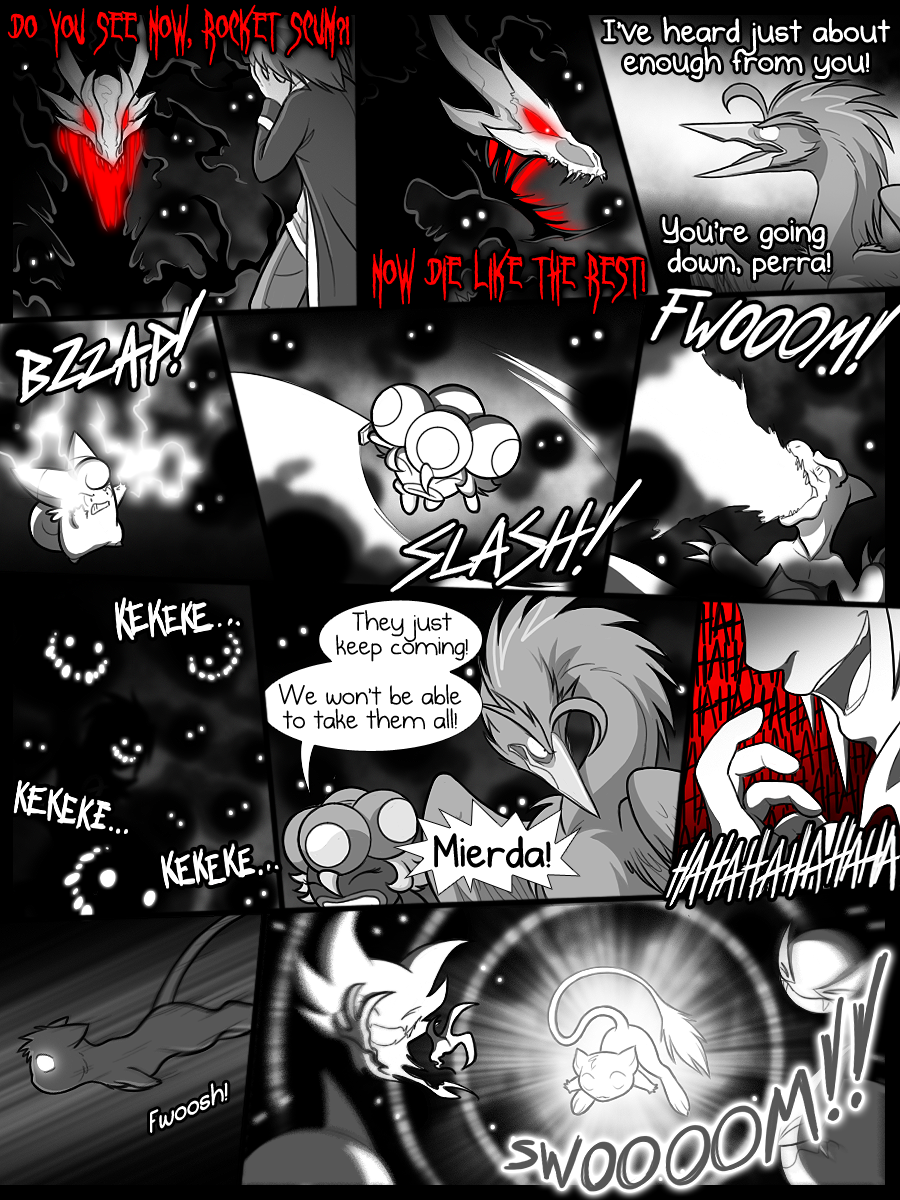 DO YOU SEE NOW, ROCKET SCUM?!
NOW DIE LIKE THE REST!
I've heard just about
enough from you!
You're going
down, perra!
BZZAP!
SLASH!
FWOOOM!
KEKEKE...
KEKEKE...
KEKEKE...
They just
keep coming!
We won't be able
to take them all!
Mierda!
HAHAHAHAHAHAHA
Fwoosh!
SWOOOOM!!